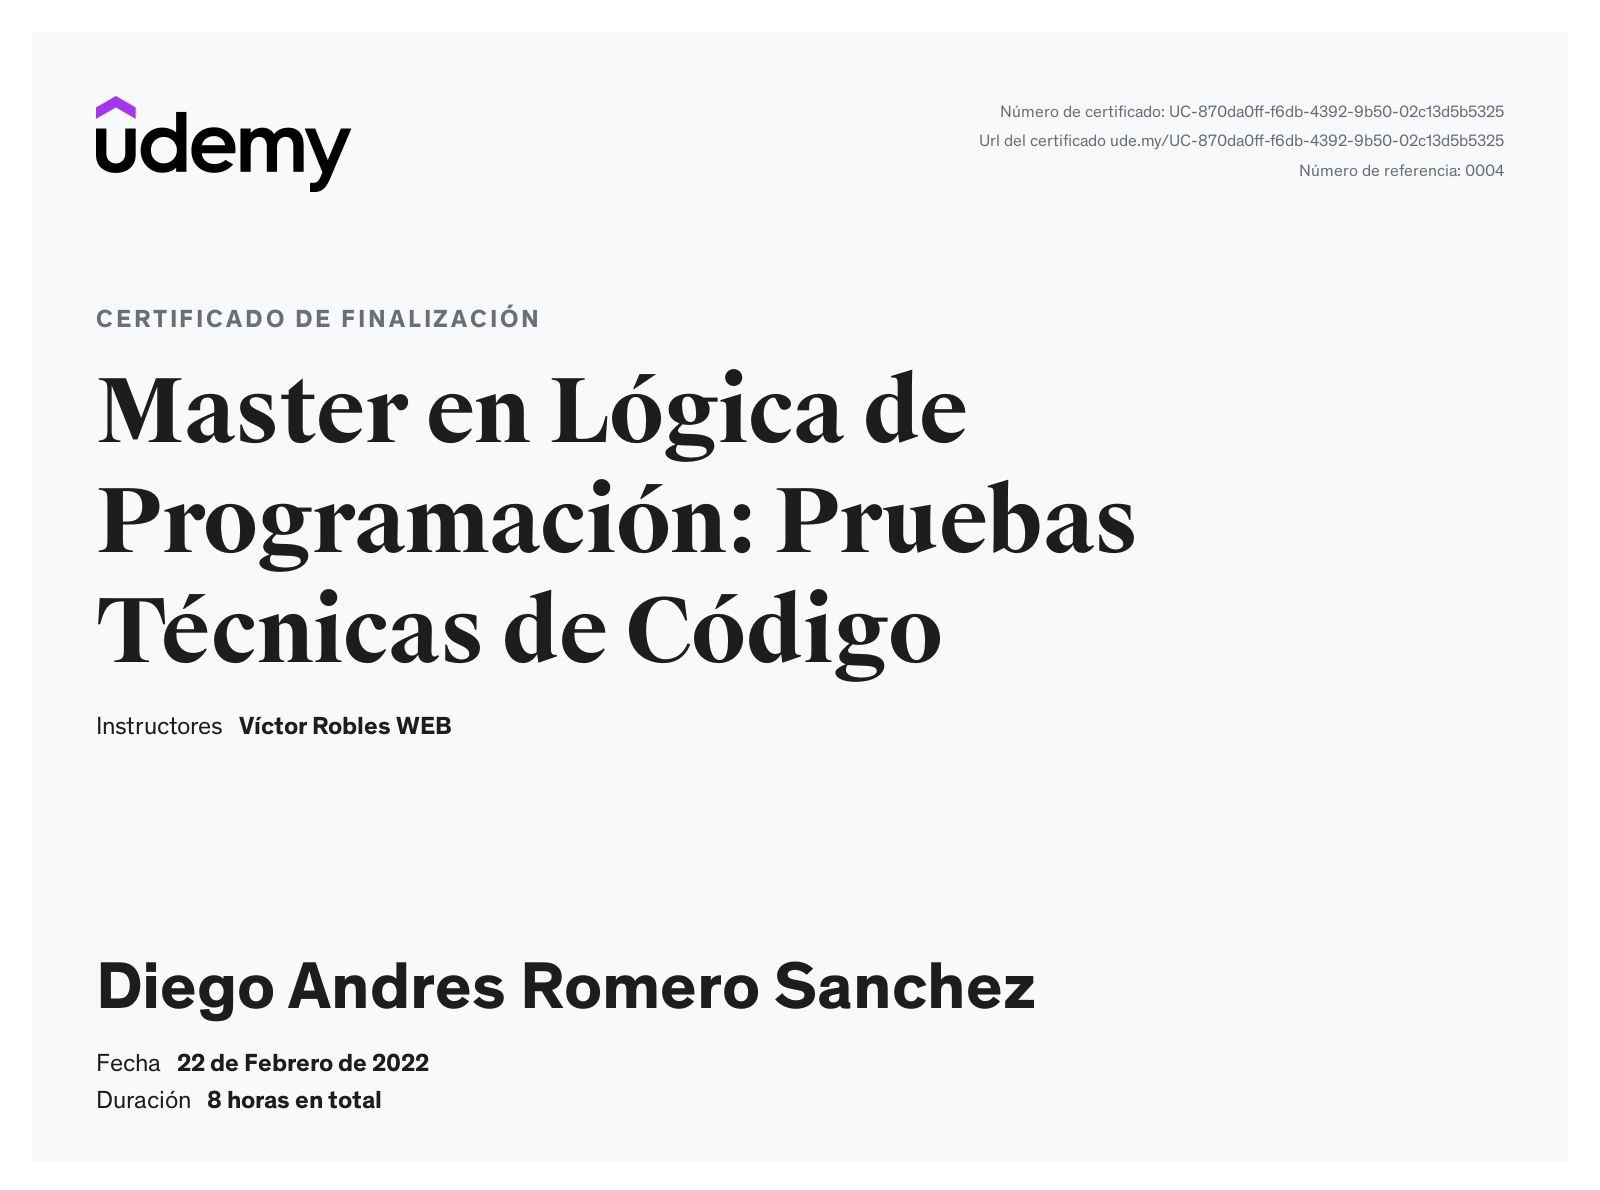 udemy
Número de certificado: UC-870da0ff-f6db-4392-9b50-02c13d5b5325
Url del certificado ude.my/UC-870da0ff-f6db-4392-9b50-02c13d5b5325
Número de referencia: 0004
CERTIFICADO DE FINALIZACIÓN
Master en Lógica de
Programación: Pruebas
Técnicas de Código
Instructores Víctor Robles WEB
Diego Andres Romero Sanchez
Fecha 22 de Febrero de 2022
Duración 8 horas en total